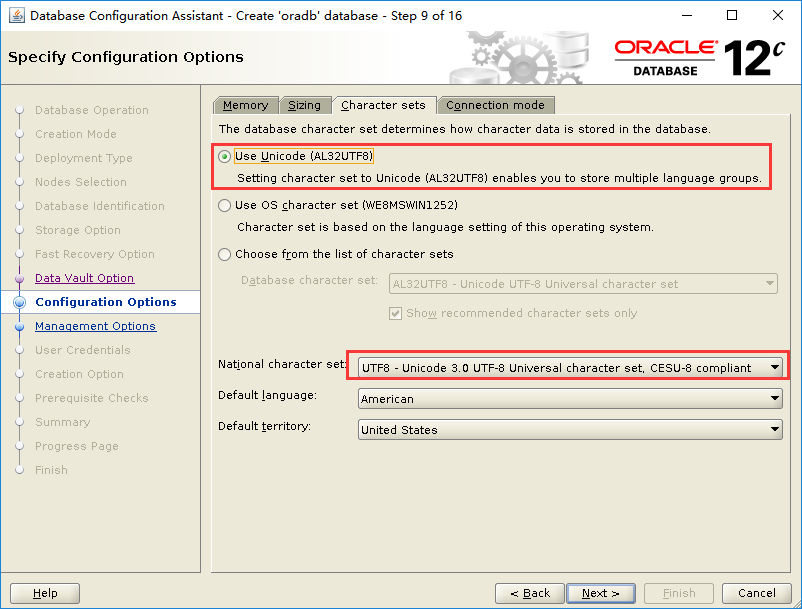 Database Configuration Assistant - Create 'oradb' database - Step 9 of 16
Specify Configuration Options
ORACLE®
DATABASE
12c
Database Operation
Creation Mode
Deployment Type
Nodes Selection
Database Identification
Storage Option
Fast Recovery Option
Data Vault Option
Configuration Options
Management Options
User Credentials
Creation Option
Prerequisite Checks
Summary
Progress Page
Finish
Memory Sizing Character sets Connection mode
The database character set determines how character data is stored in the database.
Use Unicode (AL32UTF8)
Setting character set to Unicode (AL32UTF8) enables you to store multiple language groups.
Use OS character set (WE8MSWIN1252)
Character set is based on the language setting of this operating system.
Choose from the list of character sets
Database character set: AL32UTF8 - Unicode UTF-8 Universal character set
Show recommended character sets only
National character set: UTF8 - Unicode 3.0 UTF-8 Universal character set, CESU-8 compliant
Default language: American
Default territory: United States
Help < Back Next > Finish Cancel